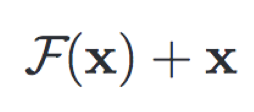 ℱ(𝐱) + 𝐱